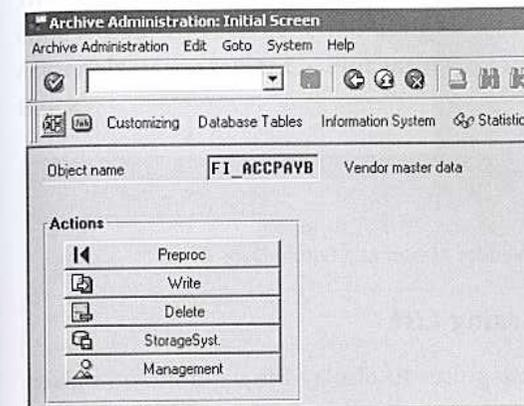 Archive Administration: Initial Screen
Archive Administration Edit Goto System Help
Customizing Database Tables Information System Statistic
Object name FI_ACCPAYB Vendor master data
Actions
Preproc
Write
Delete
StorageSyst.
Management